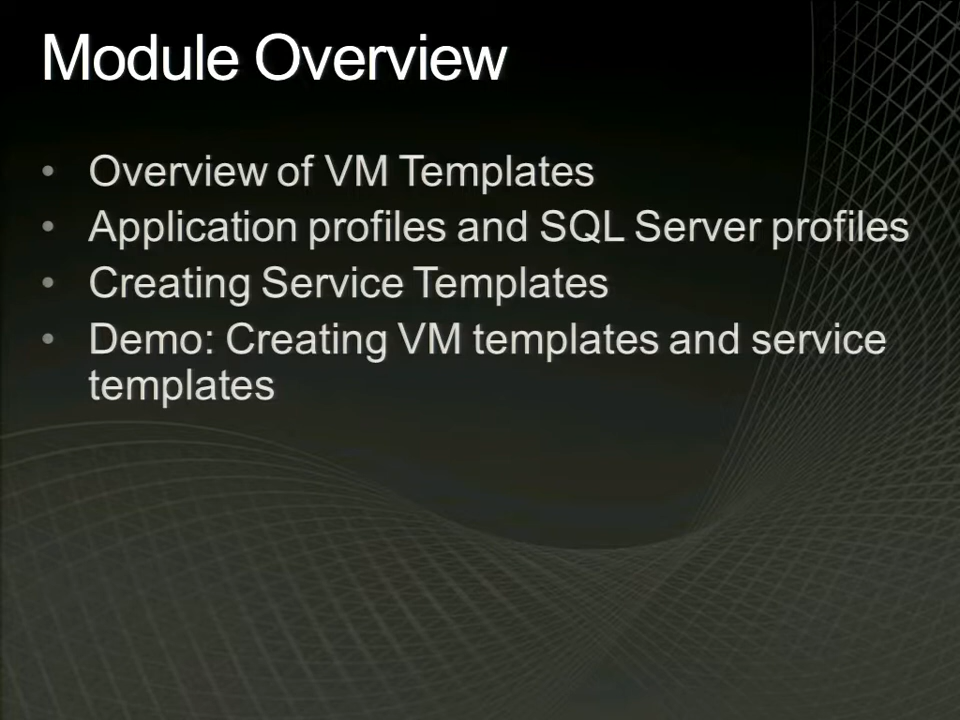 Module Overview
• Overview of VM Templates
• Application profiles and SQL Server profiles
• Creating Service Templates
• Demo: Creating VM templates and service
templates